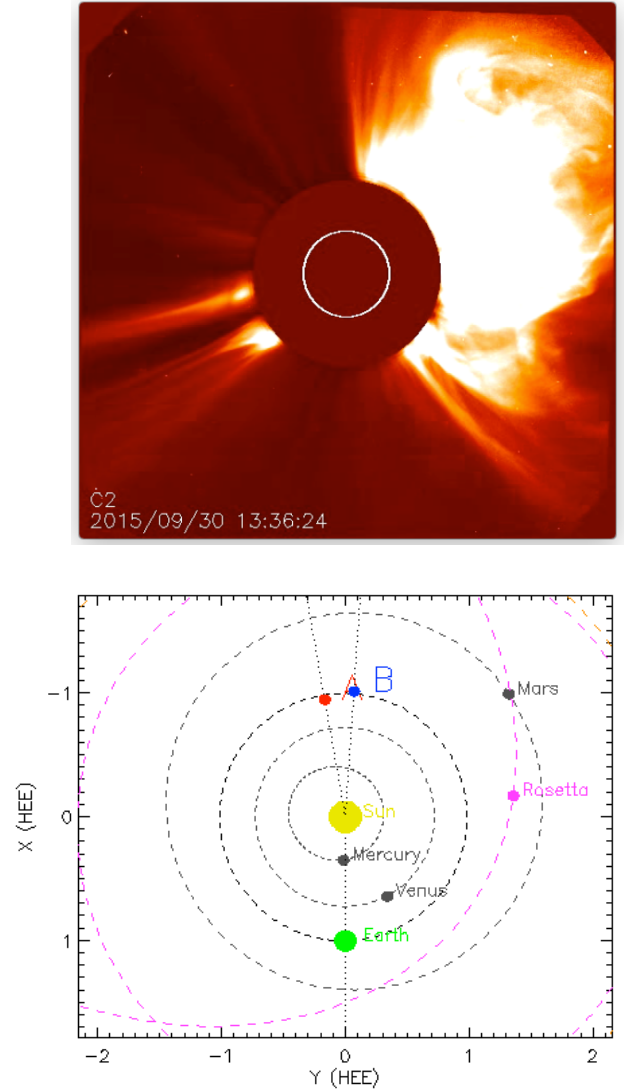 C2
2015/09/30 13:36:24
A B
Mars
Rosetta
Sun
Mercury
Venus
Earth
X (HEE)
-1
0
1
-2 -1 0 1 2
Y (HEE)